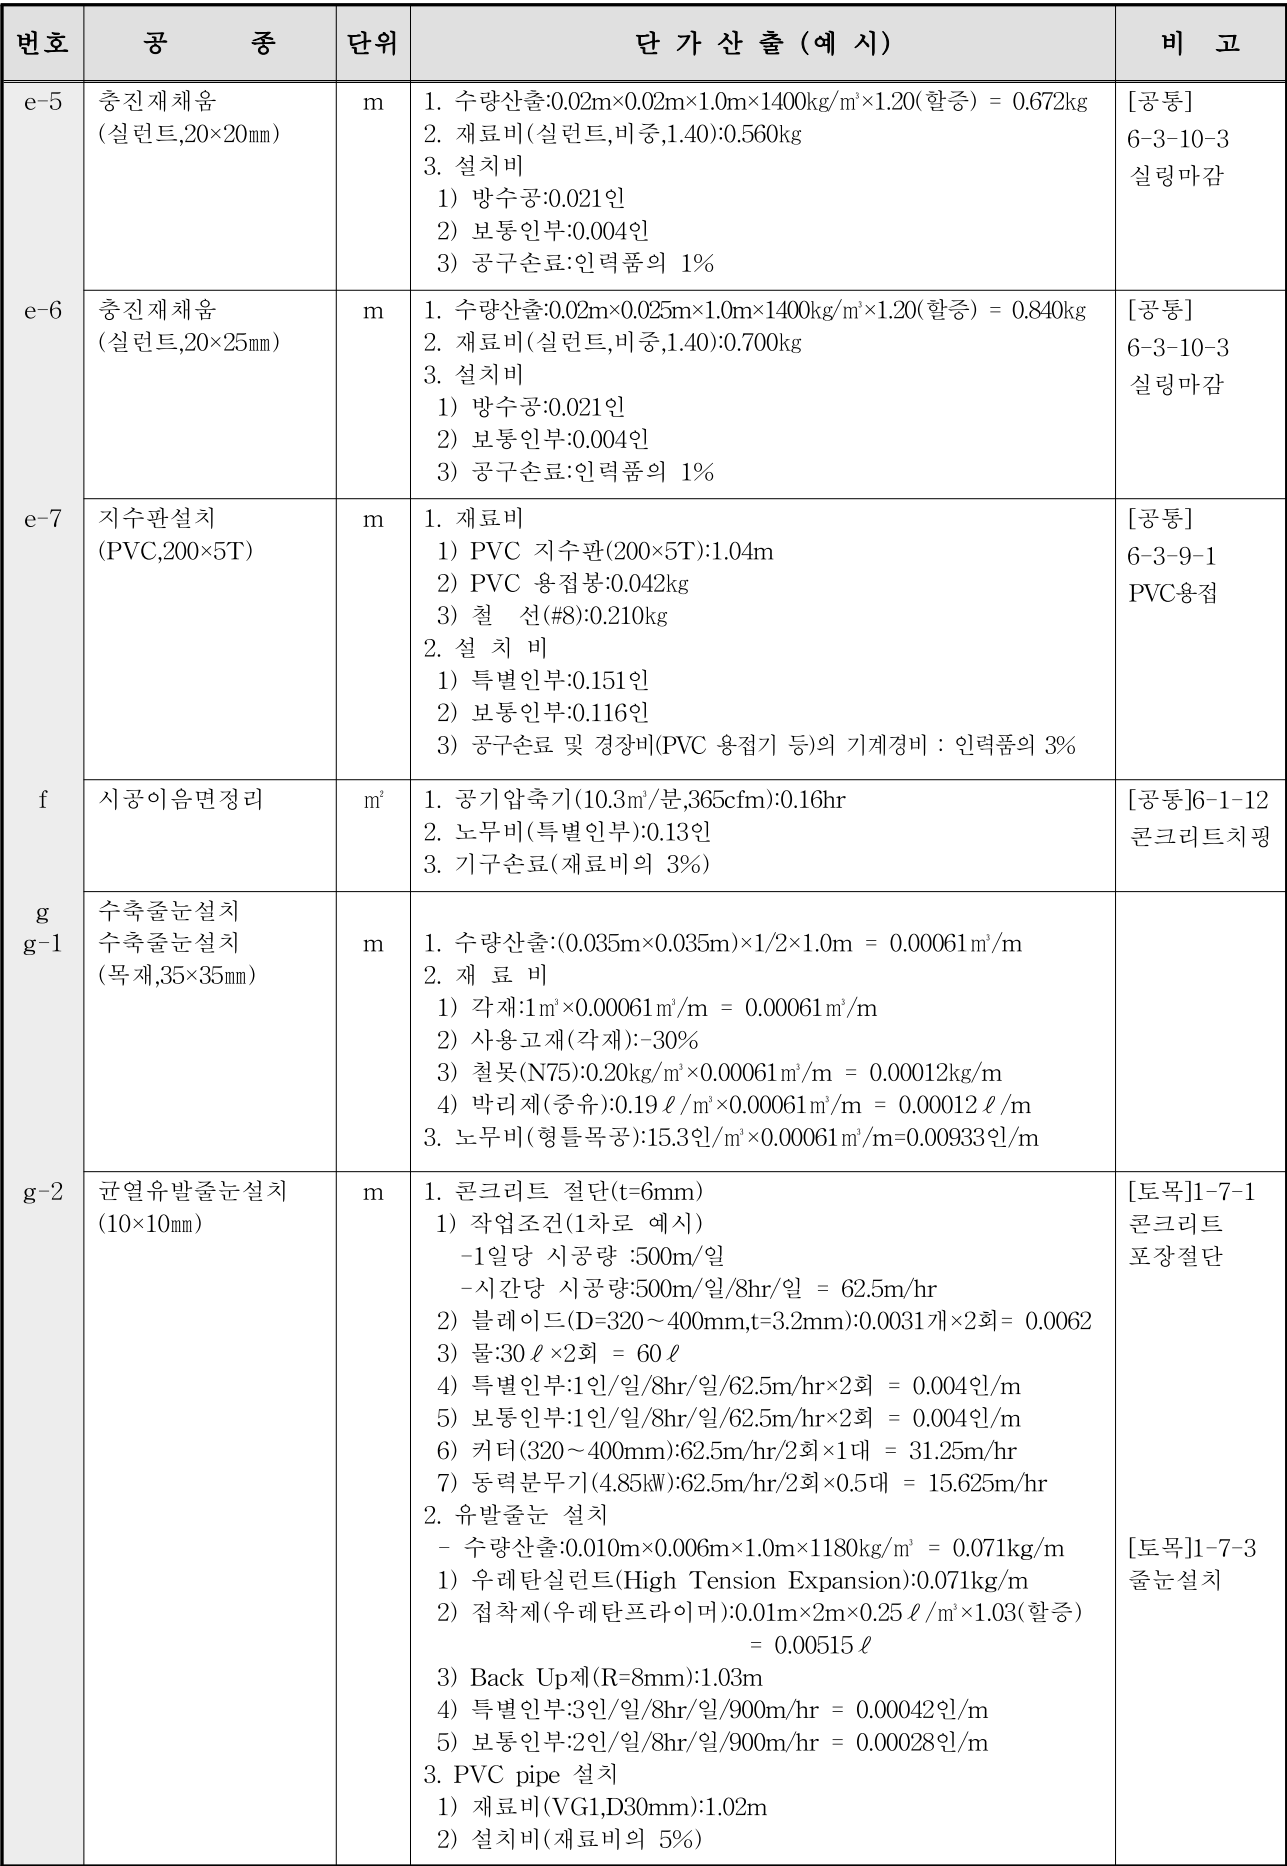 번호 공 종 단위 단 가 산 출 (예 시) 비 고
e-5 충진재채움 m 1. 수량산출:0.02m×0.02m×1.0m×1400kg/㎥×1.20(할증) = 0.672kg [공통]
(실런트,20×20㎜) 2. 재료비(실런트,비중,1.40):0.560kg 6-3-10-3
3. 설치비 실링마감
1) 방수공:0.021인
2) 보통인부:0.004인
3) 공구손료:인력품의 1%
e-6 충진재채움 m 1. 수량산출:0.02m×0.025m×1.0m×1400kg/㎥×1.20(할증) = 0.840kg [공통]
(실런트,20×25㎜) 2. 재료비(실런트,비중,1.40):0.700kg 6-3-10-3
3. 설치비 실링마감
1) 방수공:0.021인
2) 보통인부:0.004인
3) 공구손료:인력품의 1%
e-7 지수판설치 m 1. 재료비 [공통]
(PVC,200×5T) 1) PVC 지수판(200×5T):1.04m 6-3-9-1
2) PVC 용접봉:0.042kg PVC용접
3) 철 선(#8):0.210kg
2. 설 치 비
1) 특별인부:0.151인
2) 보통인부:0.116인
3) 공구손료 및 경장비(PVC 용접기 등)의 기계경비 : 인력품의 3%
f 시공이음면정리 ㎡ 1. 공기압축기(10.3㎥/분,365cfm):0.16hr [공통]6-1-12
2. 노무비(특별인부):0.13인 콘크리트치핑
3. 기구손료(재료비의 3%)
g 수축줄눈설치
g-1 수축줄눈설치 m 1. 수량산출:(0.035m×0.035m)×1/2×1.0m = 0.00061㎥/m
(목재,35×35㎜) 2. 재 료 비
1) 각재:1㎥×0.00061㎥/m = 0.00061㎥/m
2) 사용고재(각재):-30%
3) 철못(N75):0.20kg/㎥×0.00061㎥/m = 0.00012kg/m
4) 박리제(중유):0.19ℓ/㎥×0.00061㎥/m = 0.00012ℓ/m
3. 노무비(형틀목공):15.3인/㎥×0.00061㎥/m=0.00933인/m
g-2 균열유발줄눈설치 m 1. 콘크리트 절단(t=6mm) [토목]1-7-1
(10×10㎜) 1) 작업조건(1차로 예시) 콘크리트
-1일당 시공량 :500m/일 포장절단
-시간당 시공량:500m/일/8hr/일 = 62.5m/hr
2) 블레이드(D=320~400mm,t=3.2mm):0.0031개×2회= 0.0062
3) 물:30ℓ×2회 = 60ℓ
4) 특별인부:1인/일/8hr/일/62.5m/hr×2회 = 0.004인/m
5) 보통인부:1인/일/8hr/일/62.5m/hr×2회 = 0.004인/m
6) 커터(320~400mm):62.5m/hr/2회×1대 = 31.25m/hr
7) 동력분무기(4.85㎾):62.5m/hr/2회×0.5대 = 15.625m/hr
2. 유발줄눈 설치
- 수량산출:0.010m×0.006m×1.0m×1180kg/㎥ = 0.071kg/m [토목]1-7-3
1) 우레탄실런트(High Tension Expansion):0.071kg/m 줄눈설치
2) 접착제(우레탄프라이머):0.01m×2m×0.25ℓ/㎥×1.03(할증)
= 0.00515ℓ
3) Back Up제(R=8mm):1.03m
4) 특별인부:3인/일/8hr/일/900m/hr = 0.00042인/m
5) 보통인부:2인/일/8hr/일/900m/hr = 0.00028인/m
3. PVC pipe 설치
1) 재료비(VG1,D30mm):1.02m
2) 설치비(재료비의 5%)